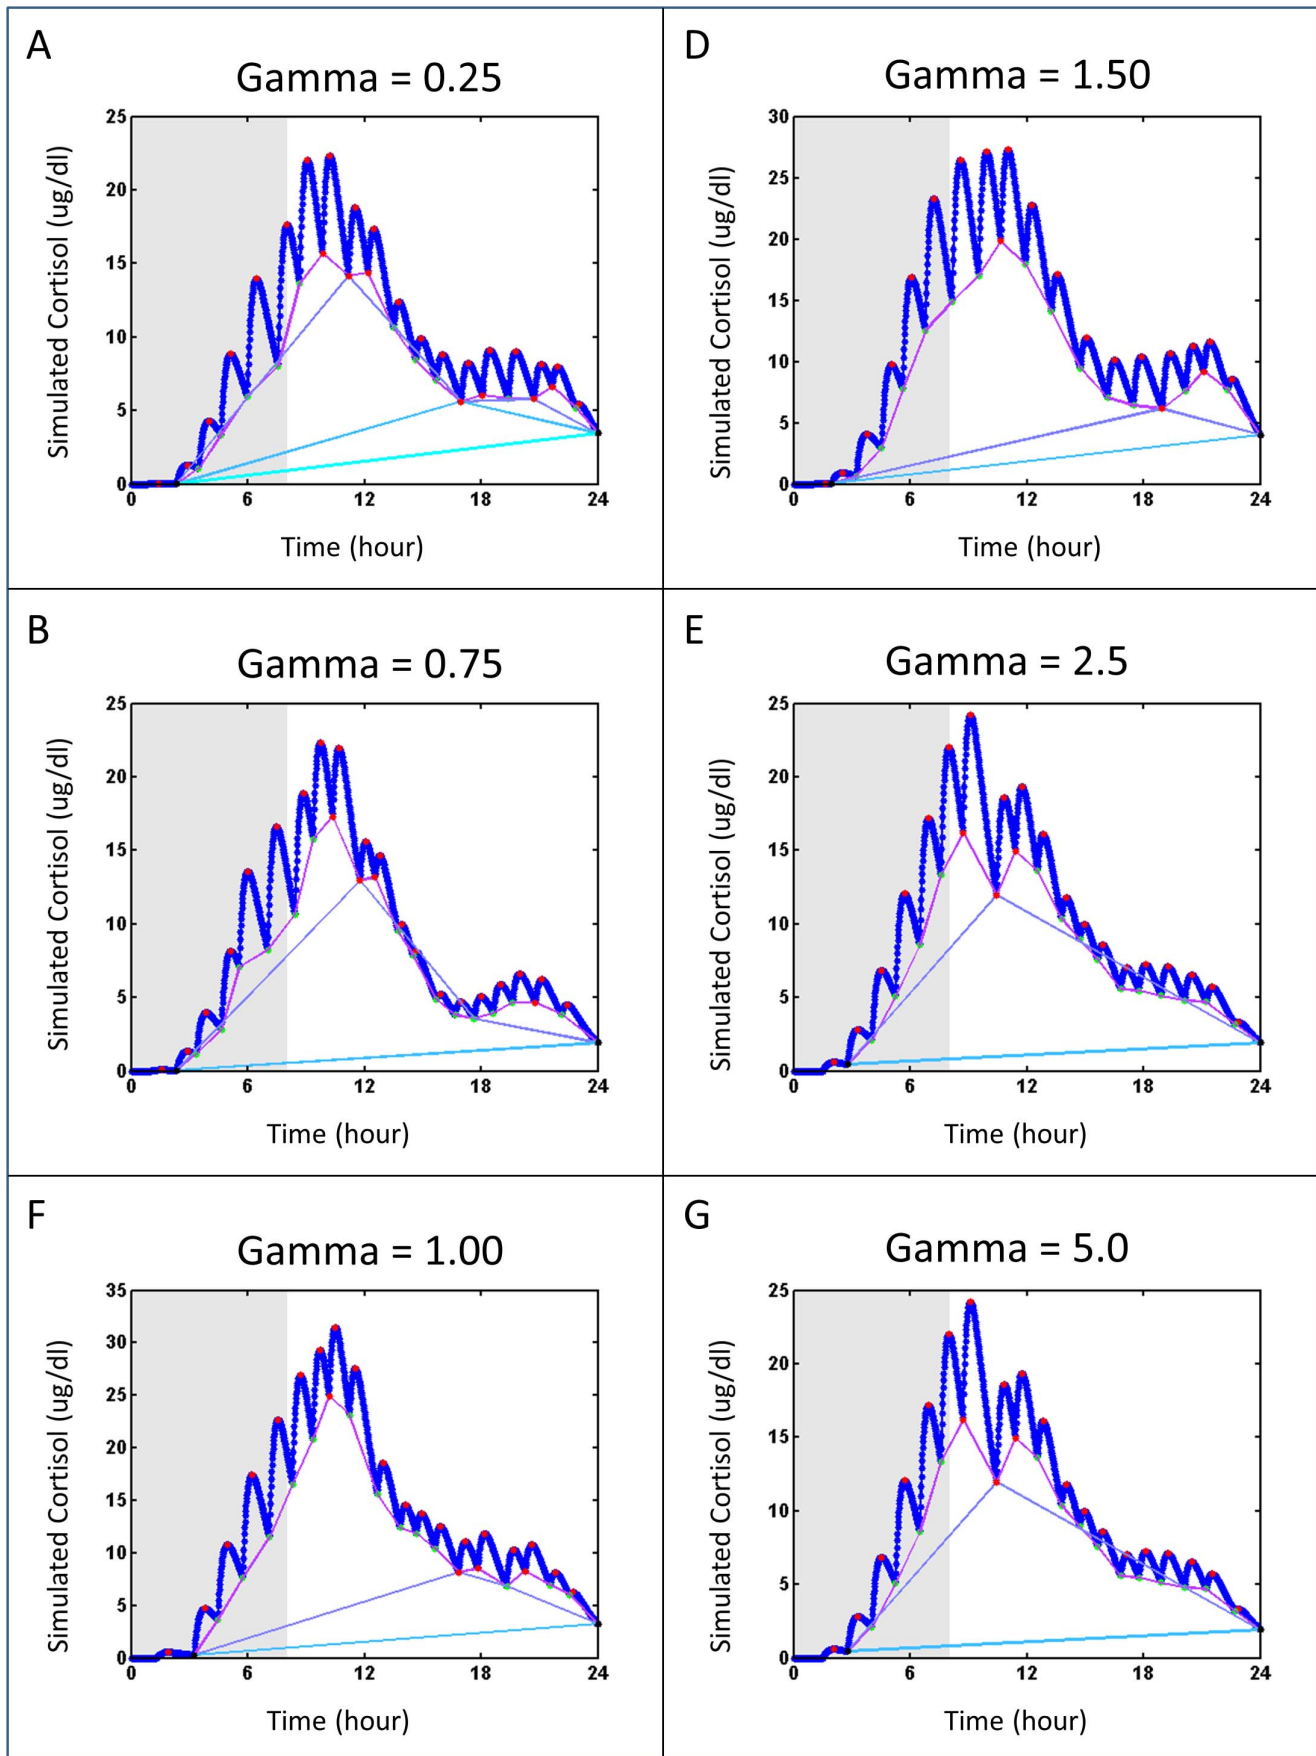 A
Gamma = 0.25
Simulated Cortisol (ug/dl)
25
20
15
10
5
0
0 6 12 18 24
Time (hour)
D
Gamma = 1.50
Simulated Cortisol (ug/dl)
30
25
20
15
10
5
0
0 6 12 18 24
Time (hour)
B
Gamma = 0.75
Simulated Cortisol (ug/dl)
25
20
15
10
5
0
0 6 12 18 24
Time (hour)
E
Gamma = 2.5
Simulated Cortisol (ug/dl)
25
20
15
10
5
0
0 6 12 18 24
Time (hour)
F
Gamma = 1.00
Simulated Cortisol (ug/dl)
35
30
25
20
15
10
5
0
0 6 12 18 24
Time (hour)
G
Gamma = 5.0
Simulated Cortisol (ug/dl)
25
20
15
10
5
0
0 6 12 18 24
Time (hour)